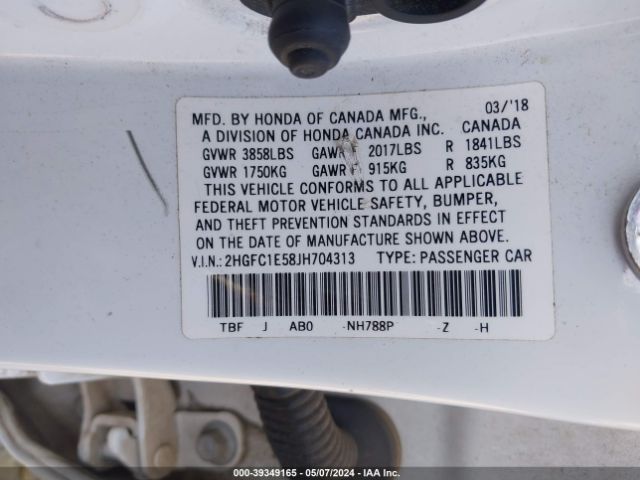 MFD. BY HONDA OF CANADA MFG., 03/'18
A DIVISION OF HONDA CANADA INC. CANADA
GVWR 3858LBS GAWR F 2017LBS R 1841LBS
GVWR 1750KG GAWR F 915KG R 835KG
THIS VEHICLE CONFORMS TO ALL APPLICABLE
FEDERAL MOTOR VEHICLE SAFETY, BUMPER,
AND THEFT PREVENTION STANDARDS IN EFFECT
ON THE DATE OF MANUFACTURE SHOWN ABOVE.
V.I.N.: 2HGFC1E58JH704313 TYPE: PASSENGER CAR
TBF J AB0 -NH788P -Z -H
000-39349165 - 05/07/2024 - IAA Inc.